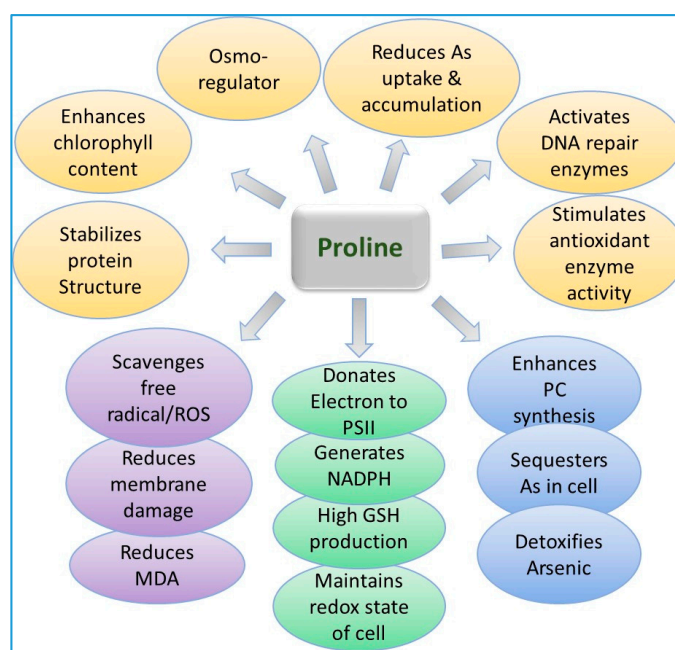 Osmo-
regulator
Reduces As
uptake &
accumulation
Enhances
chlorophyll
content
Activates
DNA repair
enzymes
Stabilizes
protein
Structure
Proline
Stimulates
antioxidant
enzyme
activity
Scavenges
free
radical/ROS
Reduces
membrane
damage
Reduces
MDA
Donates
Electron to
PSII
Generates
NADPH
High GSH
production
Maintains
redox state
of cell
Enhances
PC
synthesis
Sequesters
As in cell
Detoxifies
Arsenic